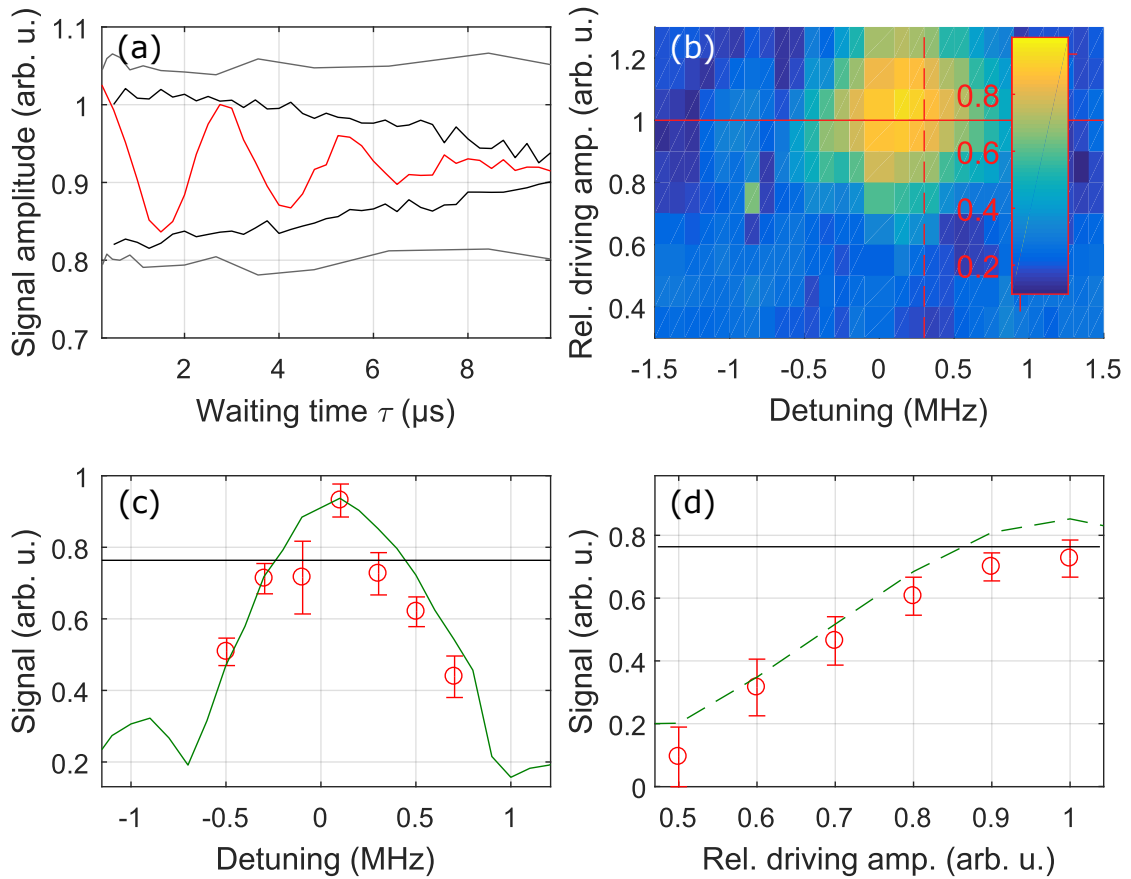 (a)
Signal amplitude (arb. u.)
1.1
1
0.9
0.8
0.7
2 4 6 8
Waiting time τ (µs)
(b)
Rel. driving amp. (arb. u.)
1.2
1
0.8
0.6
0.4
0.8
0.6
0.4
0.2
-1.5 -1 -0.5 0 0.5 1 1.5
Detuning (MHz)
(c)
Signal (arb. u.)
1
0.8
0.6
0.4
0.2
-1 -0.5 0 0.5 1
Detuning (MHz)
(d)
Signal (arb. u.)
0.8
0.6
0.4
0.2
0
0.5 0.6 0.7 0.8 0.9 1
Rel. driving amp. (arb. u.)